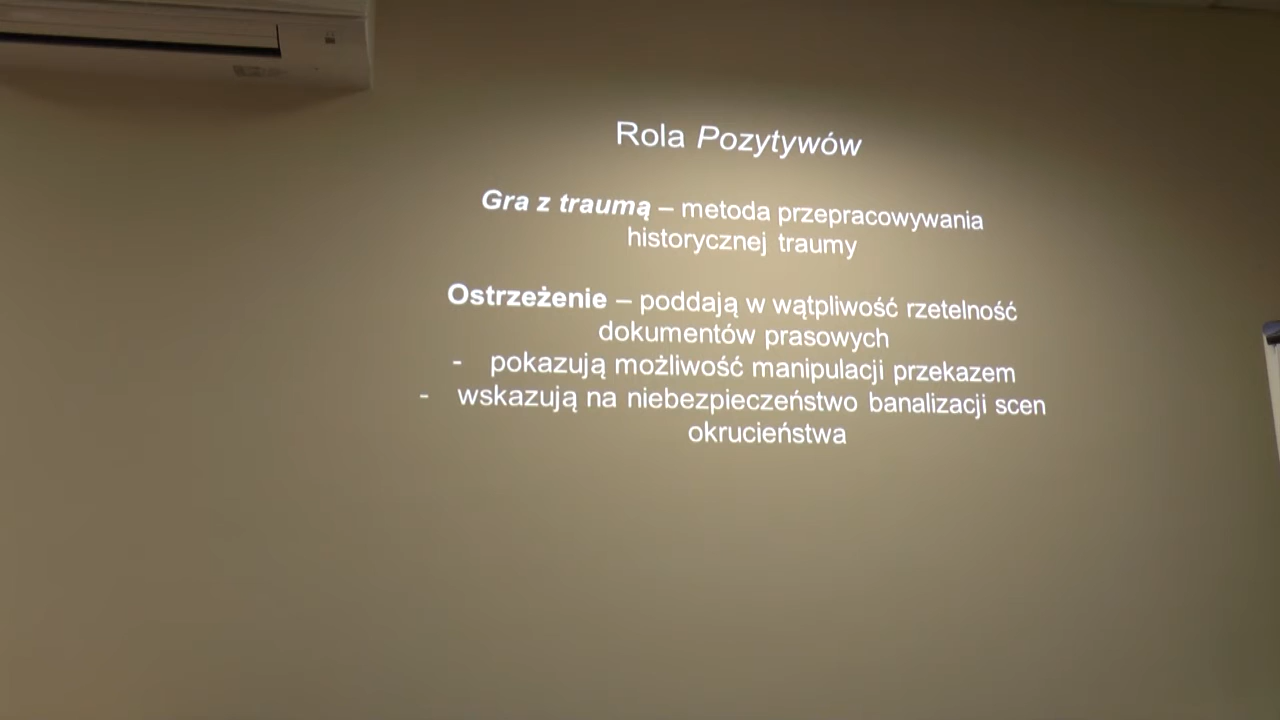 Rola Pozytywów
Gra z traumą – metoda przepracowywania
historycznej traumy
Ostrzeżenie – poddają w wątpliwość rzetelność
dokumentów prasowych
- pokazują możliwość manipulacji przekazem
- wskazują na niebezpieczeństwo banalizacji scen
okrucieństwa